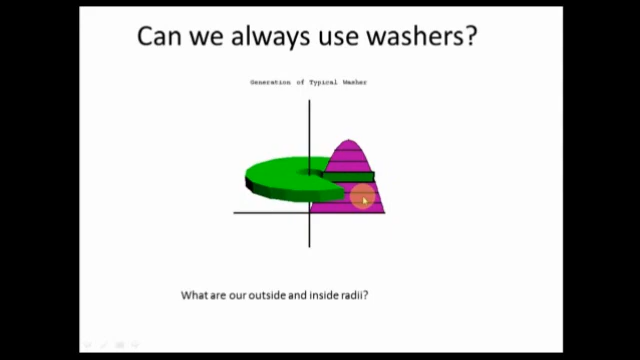 Can we always use washers?
Generation of Typical Washer
What are our outside and inside radii?